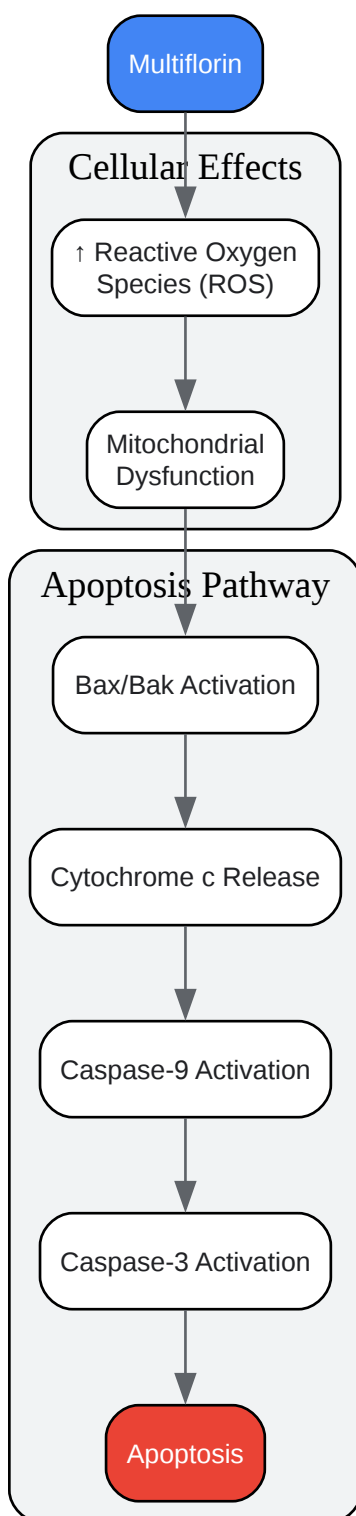 Multiflorin
Cellular Effects
↑ Reactive Oxygen
Species (ROS)
Mitochondrial
Dysfunction
Apoptosis Pathway
Bax/Bak Activation
Cytochrome c Release
Caspase-9 Activation
Caspase-3 Activation
Apoptosis